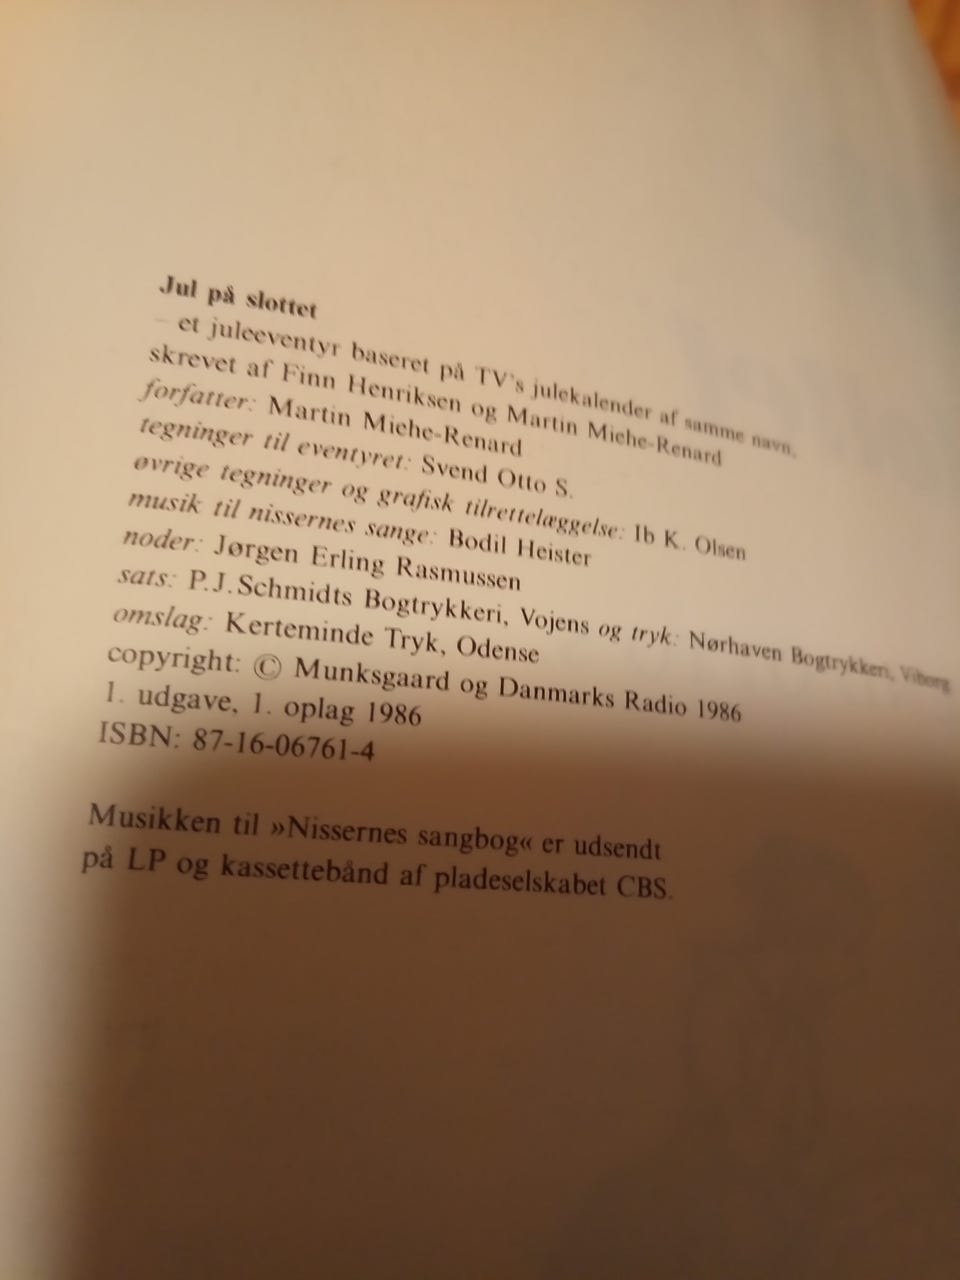 Jul på slottet
– et juleeventyr baseret på TV's julekalender af samme navn,
skrevet af Finn Henriksen og Martin Miehe-Renard
forfatter: Martin Miehe-Renard
tegninger til eventyret: Svend Otto S.
øvrige tegninger og grafisk tilrettelæggelse: Ib K. Olsen
musik til nissernes sange: Bodil Heister
noder: Jørgen Erling Rasmussen
sats: P.J.Schmidts Bogtrykkeri, Vojens og tryk: Nørhaven Bogtrykkeri, Viborg
omslag: Kerteminde Tryk, Odense
copyright: © Munksgaard og Danmarks Radio 1986
1. udgave, 1. oplag 1986
ISBN: 87-16-06761-4
Musikken til »Nissernes sangbog« er udsendt
på LP og kassettebånd af pladeselskabet CBS.